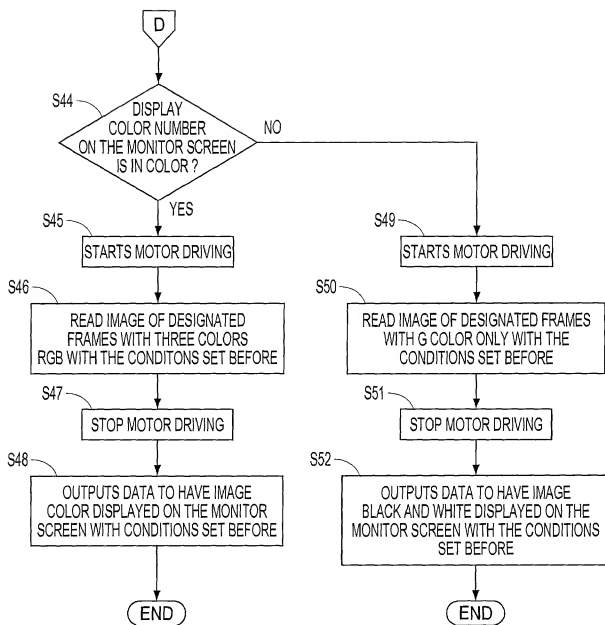 D
S44
DISPLAY
COLOR NUMBER
ON THE MONITOR SCREEN
IS IN COLOR ?
NO
YES
S45
STARTS MOTOR DRIVING
S46
READ IMAGE OF DESIGNATED
FRAMES WITH THREE COLORS
RGB WITH THE CONDITONS SET BEFORE
S47
STOP MOTOR DRIVING
S48
OUTPUTS DATA TO HAVE IMAGE
COLOR DISPLAYED ON THE MONITOR
SCREEN WITH CONDITIONS SET BEFORE
END
S49
STARTS MOTOR DRIVING
S50
READ IMAGE OF DESIGNATED FRAMES
WITH G COLOR ONLY WITH THE
CONDITIONS SET BEFORE
S51
STOP MOTOR DRIVING
S52
OUTPUTS DATA TO HAVE IMAGE
BLACK AND WHITE DISPLAYED ON THE
MONITOR SCREEN WITH THE CONDITIONS
SET BEFORE
END